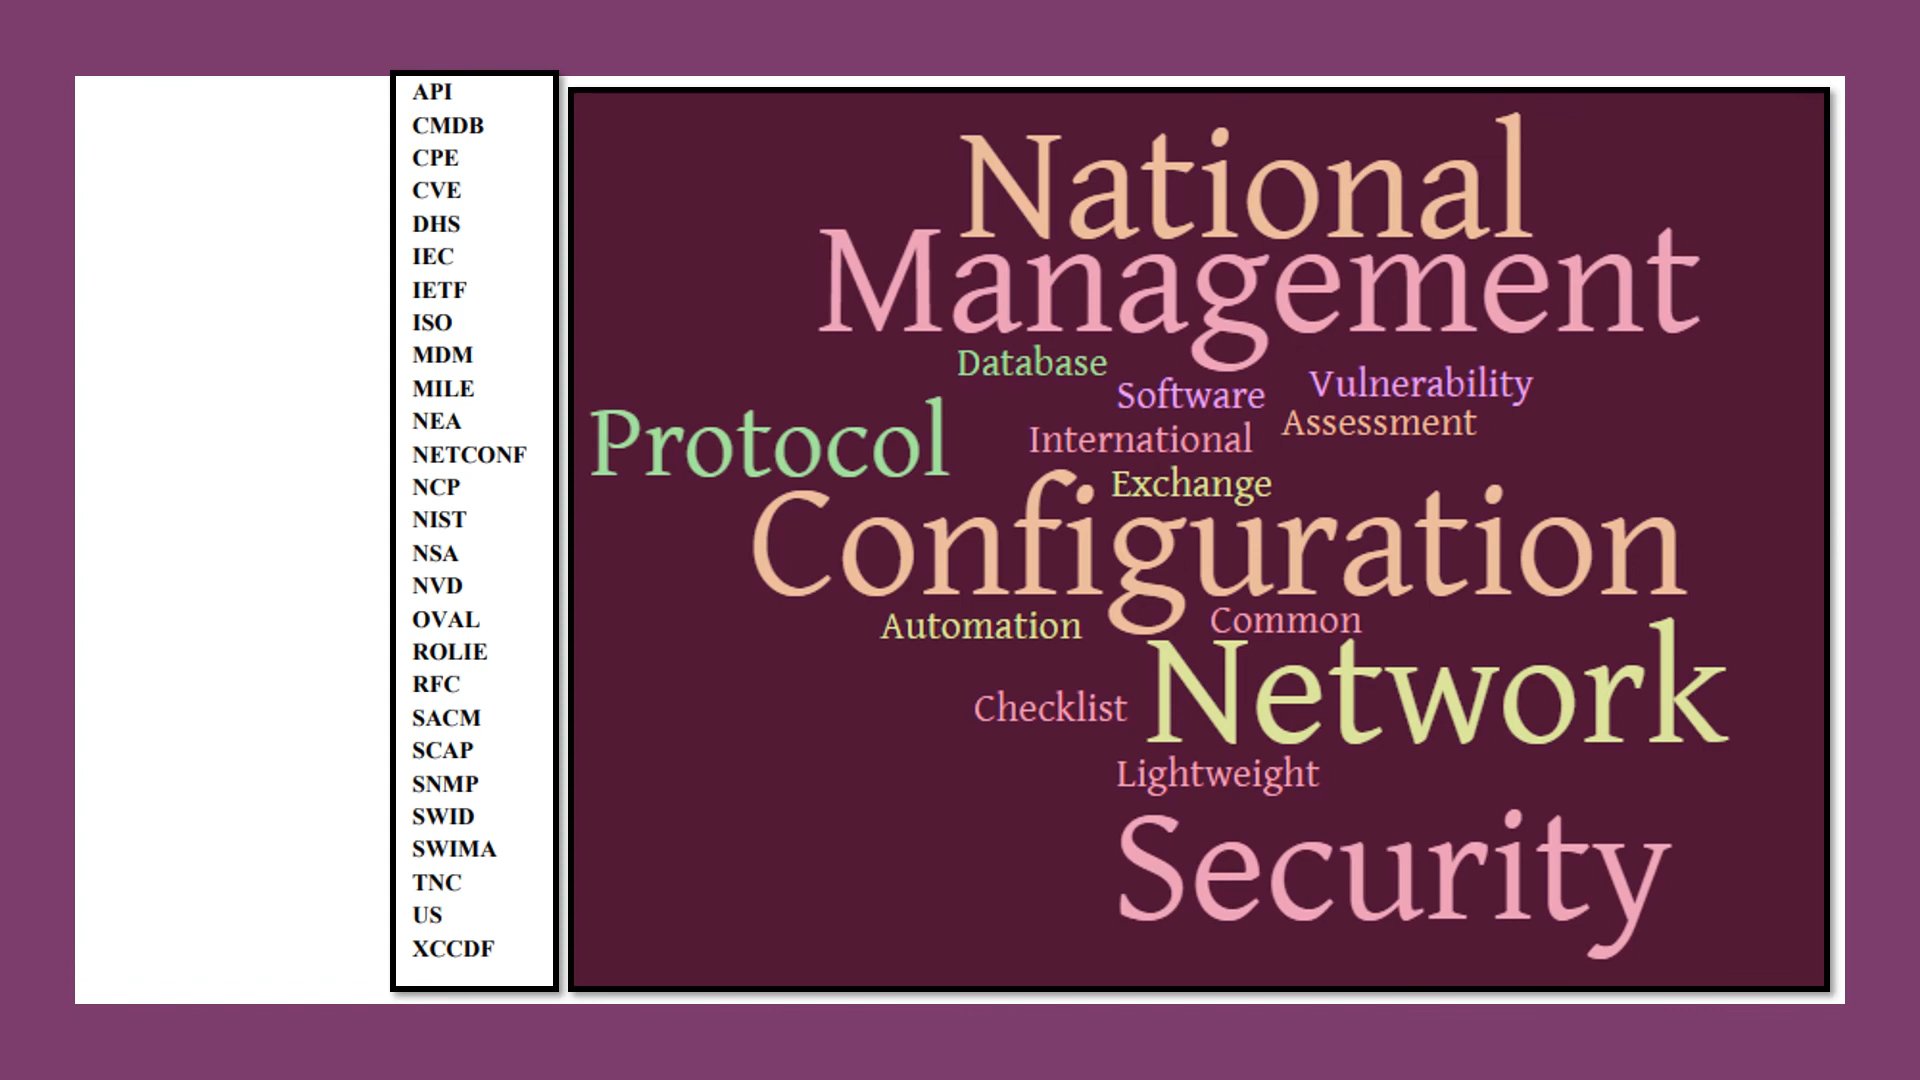 API
CMDB
CPE
CVE
DHS
IEC
IETF
ISO
MDM
MILE
NEA
NETCONF
NCP
NIST
NSA
NVD
OVAL
ROLIE
RFC
SACM
SCAP
SNMP
SWID
SWIMA
TNC
US
XCCDF
National
Management
Database
Software
Vulnerability
Assessment
Protocol
International
Exchange
Configuration
Automation
Common
Network
Checklist
Lightweight
Security